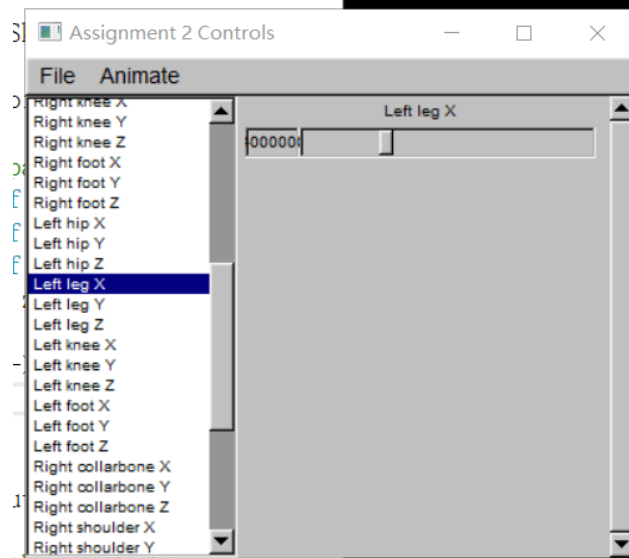 Assignment 2 Controls
File Animate
Right knee X
Right knee Y
Right knee Z
Right foot X
Right foot Y
Right foot Z
Left hip X
Left hip Y
Left hip Z
Left leg X
Left leg Y
Left leg Z
Left knee X
Left knee Y
Left knee Z
Left foot X
Left foot Y
Left foot Z
Right collarbone X
Right collarbone Y
Right collarbone Z
Right shoulder X
Right shoulder Y
Left leg X